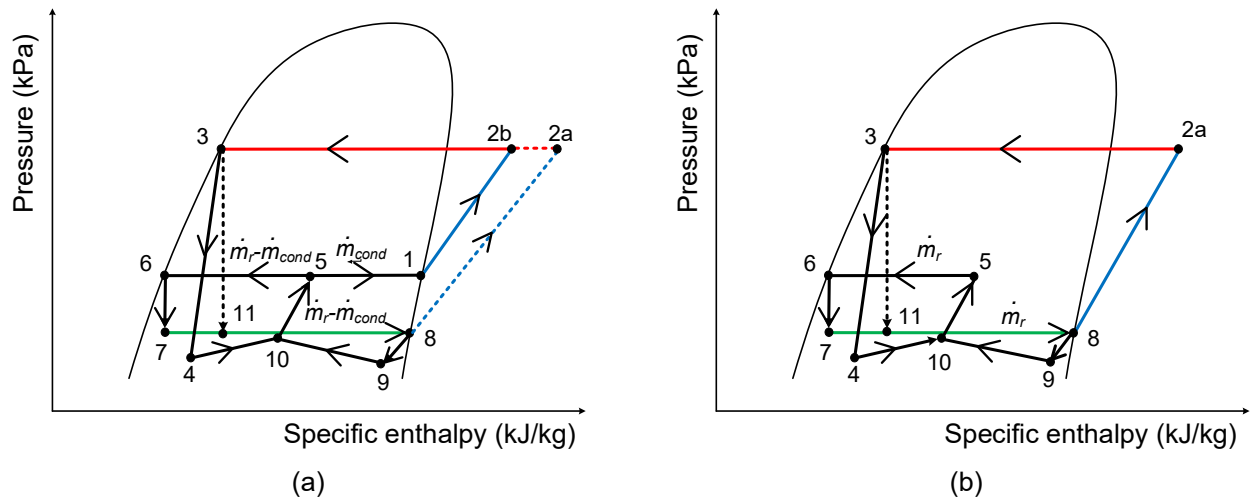 Pressure (kPa)
3
2b
2a
ṁr-ṁcond
ṁcond
6
5
1
11
ṁr-ṁcond
8
7
4
10
9
Specific enthalpy (kJ/kg)
(a)
Pressure (kPa)
3
2a
ṁr
6
5
11
ṁr
8
7
4
10
9
Specific enthalpy (kJ/kg)
(b)